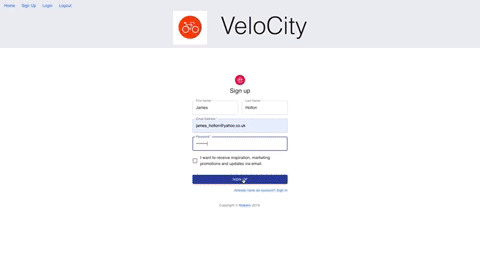 Home Sign Up Login Logout
VeloCity
Sign up
First Name* Last Name
James Holton
Email Address
james_holton@yahoo.co.uk
Password*
I want to receive inspiration, marketing
promotions and updates via email.
SIGN UP
Already have an account? Sign in
Copyright © 2019